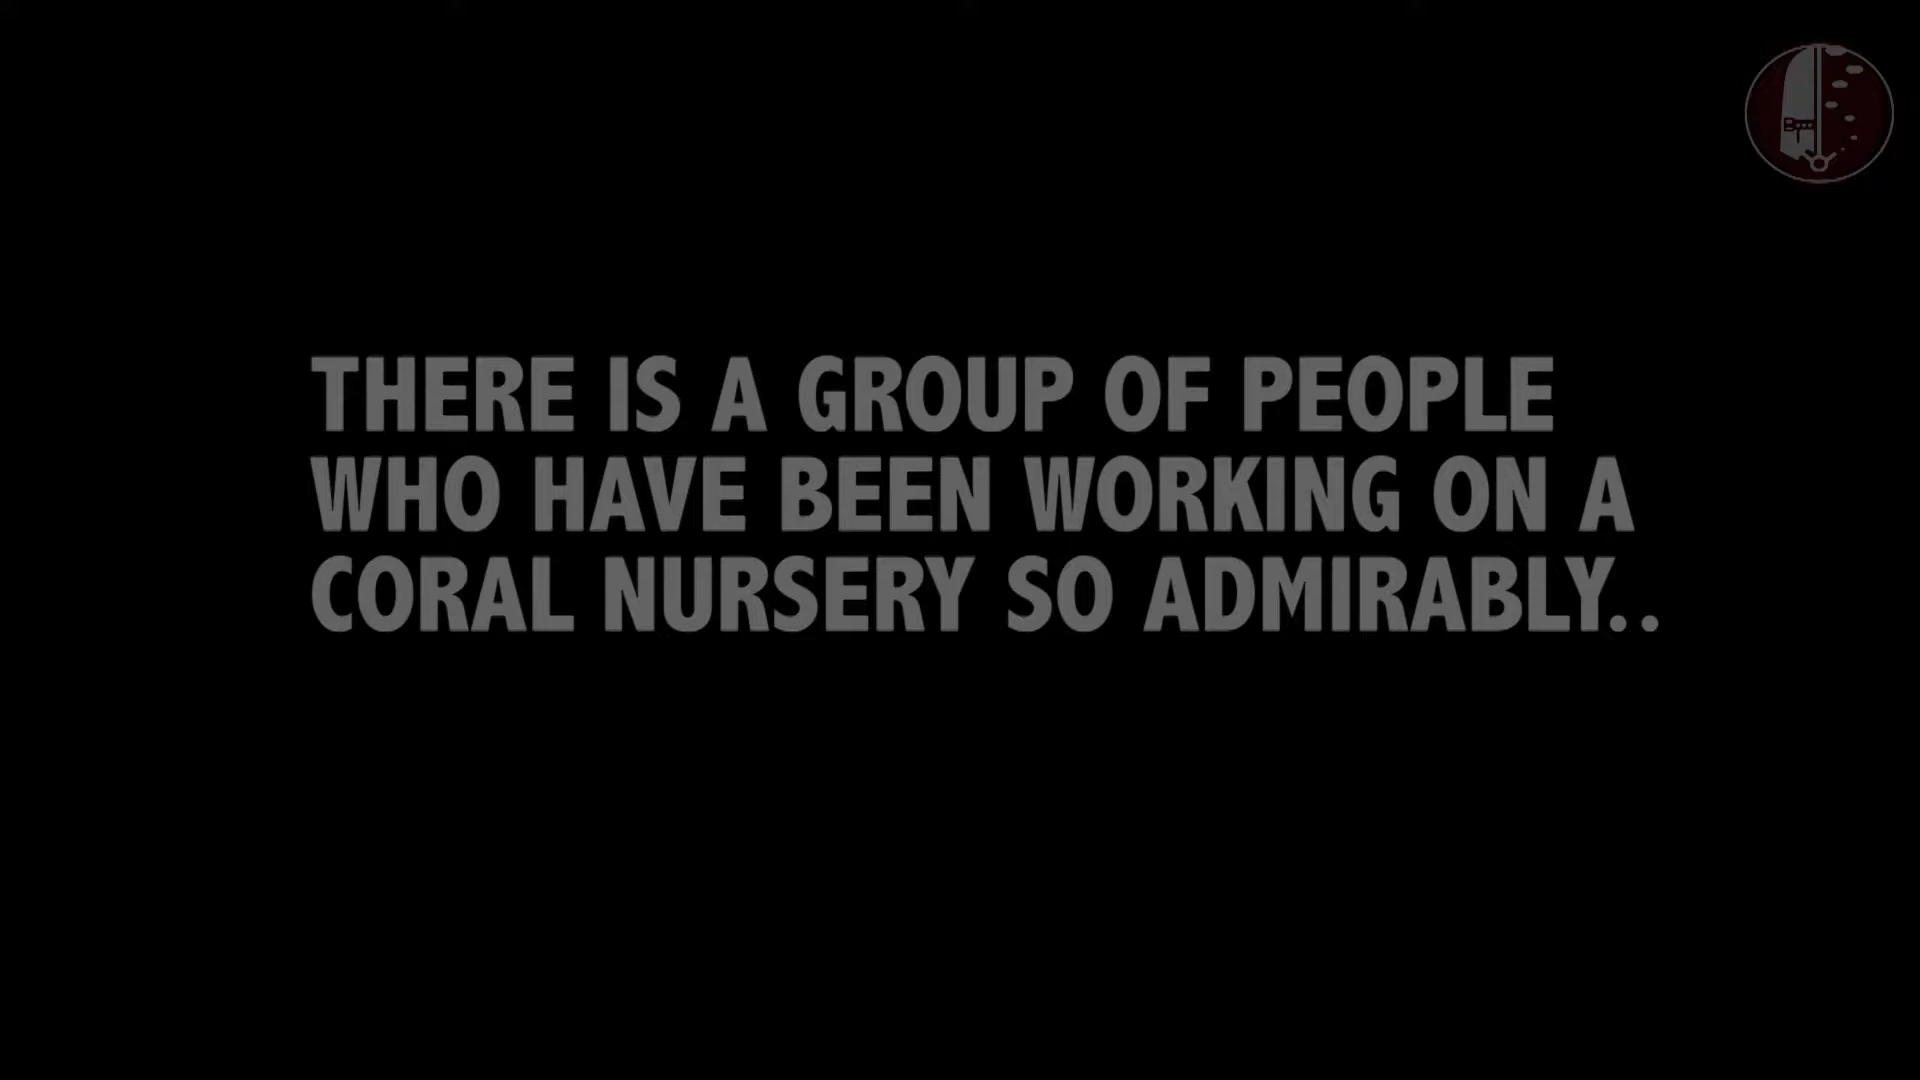 THERE IS A GROUP OF PEOPLE
WHO HAVE BEEN WORKING ON A
CORAL NURSERY SO ADMIRABLY..